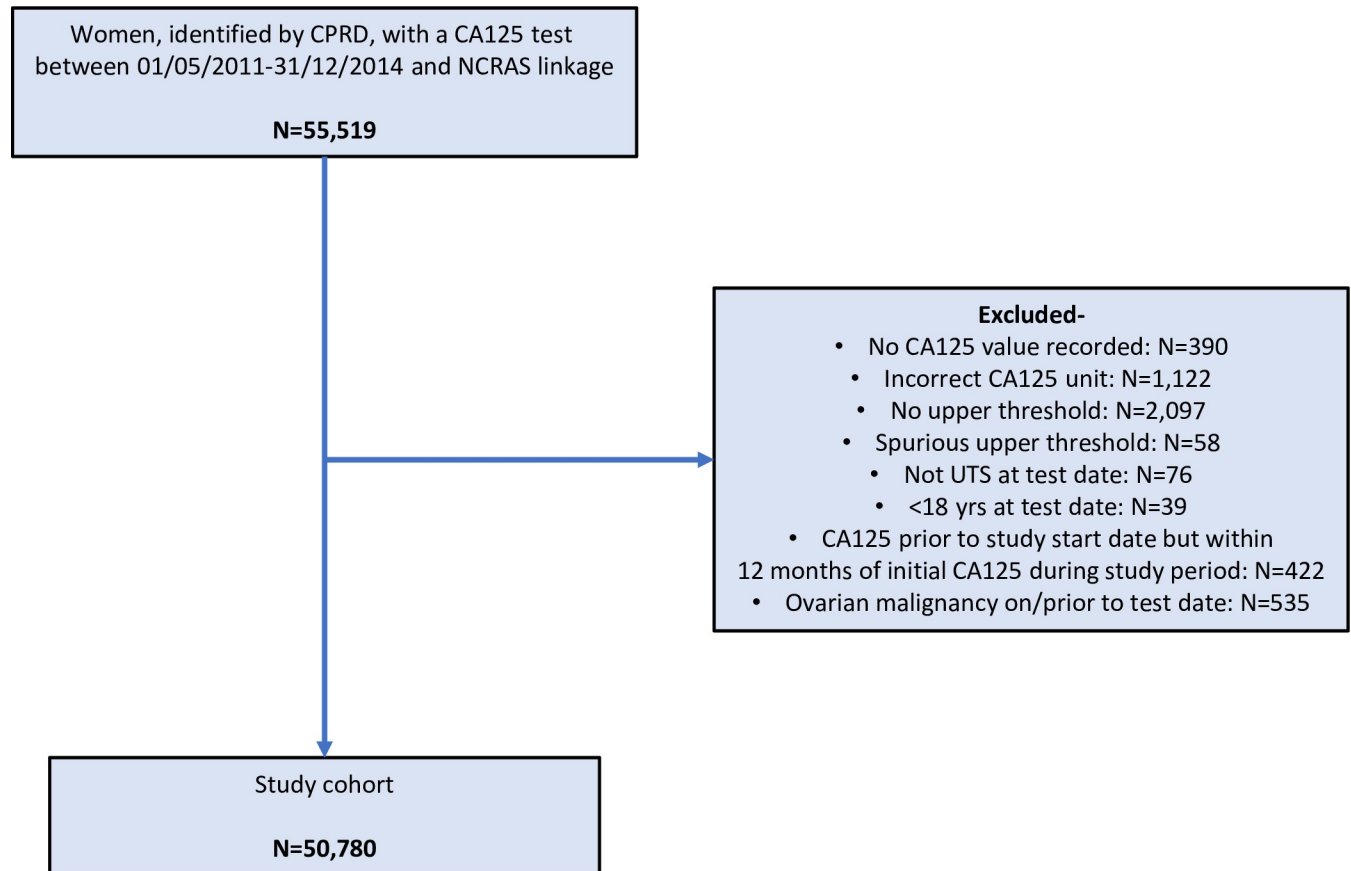 Women, identified by CPRD, with a CA125 test
between 01/05/2011-31/12/2014 and NCRAS linkage
N=55,519
Excluded-
• No CA125 value recorded: N=390
• Incorrect CA125 unit: N=1,122
• No upper threshold: N=2,097
• Spurious upper threshold: N=58
• Not UTS at test date: N=76
• <18 yrs at test date: N=39
• CA125 prior to study start date but within
12 months of initial CA125 during study period: N=422
• Ovarian malignancy on/prior to test date: N=535
Study cohort
N=50,780